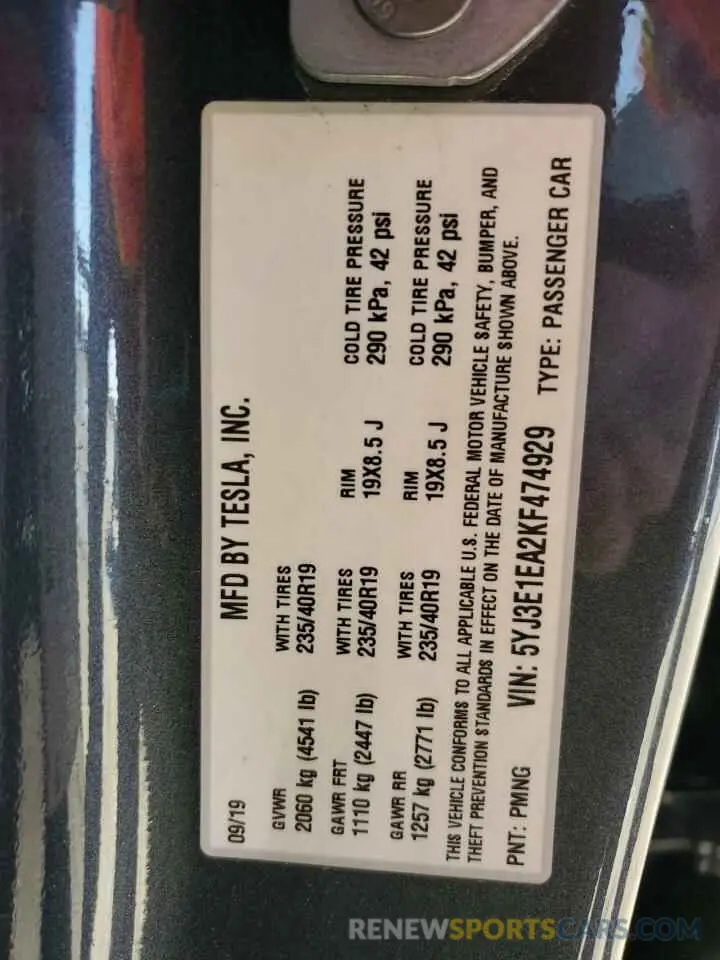 MFD BY TESLA, INC.
09/19
GVWR
2060 kg (4541 lb)
WITH TIRES
235/40R19
GAWR FRT
1110 kg (2447 lb)
WITH TIRES
235/40R19
RIM
19X8.5 J
COLD TIRE PRESSURE
290 kPa, 42 psi
GAWR RR
1257 kg (2771 lb)
WITH TIRES
235/40R19
RIM
19X8.5 J
COLD TIRE PRESSURE
290 kPa, 42 psi
THIS VEHICLE CONFORMS TO ALL APPLICABLE U.S. FEDERAL MOTOR VEHICLE SAFETY, BUMPER, AND
THEFT PREVENTION STANDARDS IN EFFECT ON THE DATE OF MANUFACTURE SHOWN ABOVE.
PNT: PMNG VIN: 5YJ3E1EA2KF474929 TYPE: PASSENGER CAR
RENEWSPORTSCARS.COM